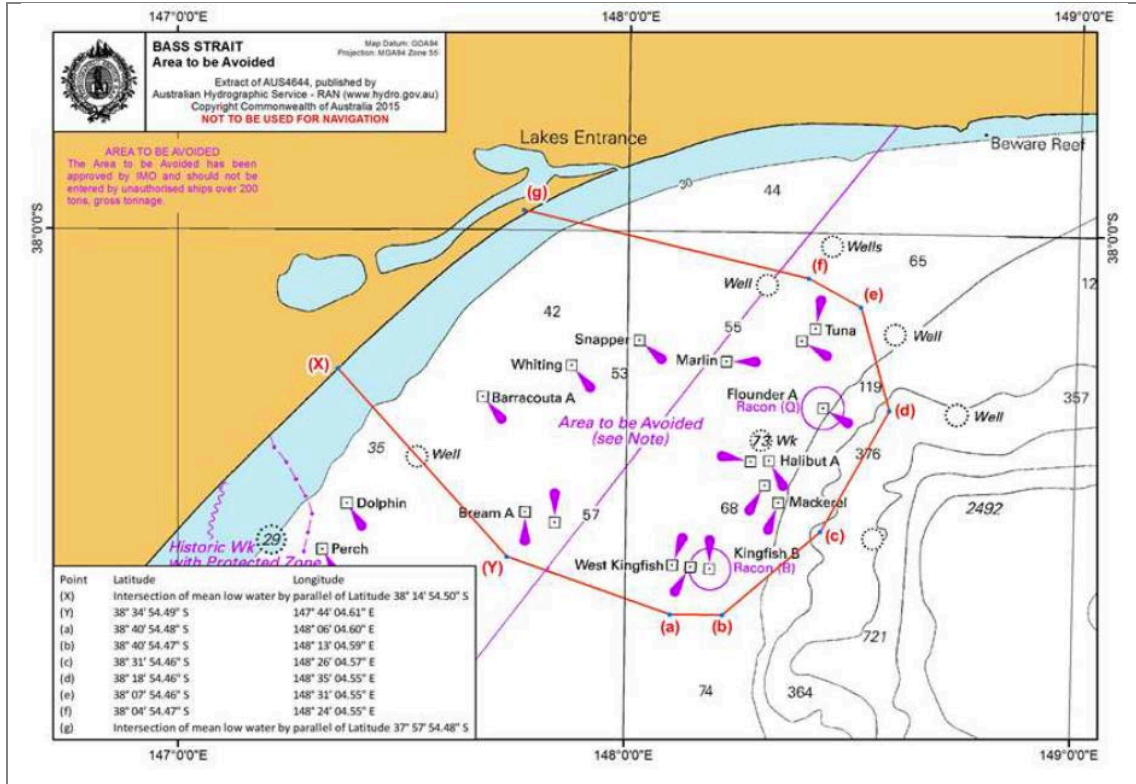 147°0'0"E
148°0'0"E
149°0'0"E
BASS STRAIT
Area to be Avoided
Map Datum: GDA94
Projection: MGA94 Zone 55
Extract of AUS4644, published by
Australian Hydrographic Service - RAN (www.hydro.gov.au)
Copyright Commonwealth of Australia 2015
NOT TO BE USED FOR NAVIGATION
AREA TO BE AVOIDED
The Area to be Avoided has been
approved by IMO and should not be
entered by unauthorised ships over 200
tons, gross tonnage.
Lakes Entrance
Beware Reef
30
44
(g)
38°0'0"S
38°0'0"S
Wells
65
(f)
Well
12
(e)
42
55
Tuna
Snapper
Well
Marlin
Whiting
53
(X)
119
357
Flounder A
Barracouta A
Racon (Q)
(d)
Well
Area to be Avoided
(see Note)
73 Wk
35
Well
376
Halibut A
Dolphin
68
Mackerel
2492
Bream A
57
(c)
29
Historic Wk
with Protected Zone
Perch
Kingfish B
West Kingfish
Racon (B)
(Y)
(a)
(b)
721
74
364
Point Latitude Longitude
(X) Intersection of mean low water by parallel of Latitude 38° 14' 54.50" S
(Y) 38° 34' 54.49" S 147° 44' 04.61" E
(a) 38° 40' 54.48" S 148° 06' 04.60" E
(b) 38° 40' 54.47" S 148° 13' 04.59" E
(c) 38° 31' 54.46" S 148° 26' 04.57" E
(d) 38° 18' 54.46" S 148° 35' 04.55" E
(e) 38° 07' 54.46" S 148° 31' 04.55" E
(f) 38° 04' 54.47" S 148° 24' 04.55" E
(g) Intersection of mean low water by parallel of Latitude 37° 57' 54.48" S
147°0'0"E
148°0'0"E
149°0'0"E